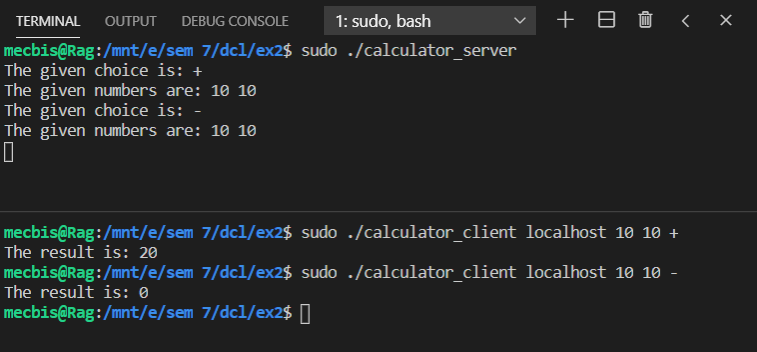 TERMINAL OUTPUT DEBUG CONSOLE 1: sudo, bash
mecbis@Rag:/mnt/e/sem 7/dcl/ex2$ sudo ./calculator_server
The given choice is: +
The given numbers are: 10 10
The given choice is: -
The given numbers are: 10 10
mecbis@Rag:/mnt/e/sem 7/dcl/ex2$ sudo ./calculator_client localhost 10 10 +
The result is: 20
mecbis@Rag:/mnt/e/sem 7/dcl/ex2$ sudo ./calculator_client localhost 10 10 -
The result is: 0
mecbis@Rag:/mnt/e/sem 7/dcl/ex2$